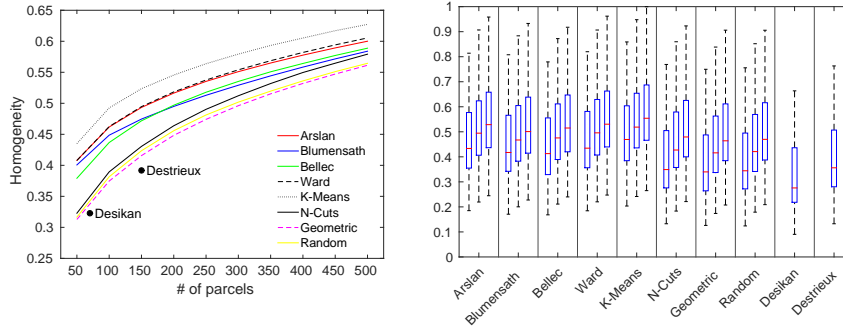 0.65
0.6
0.55
0.5
0.45
0.4
0.35
0.3
0.25
Homogeneity
50 100 150 200 250 300 350 400 450 500
# of parcels
Desikan
Destrieux
Arslan
Blumensath
Bellec
Ward
K-Means
N-Cuts
Geometric
Random
1
0.9
0.8
0.7
0.6
0.5
0.4
0.3
0.2
0.1
0
Arslan
Blumensath
Bellec
Ward
K-Means
N-Cuts
Geometric
Random
Desikan
Destrieux